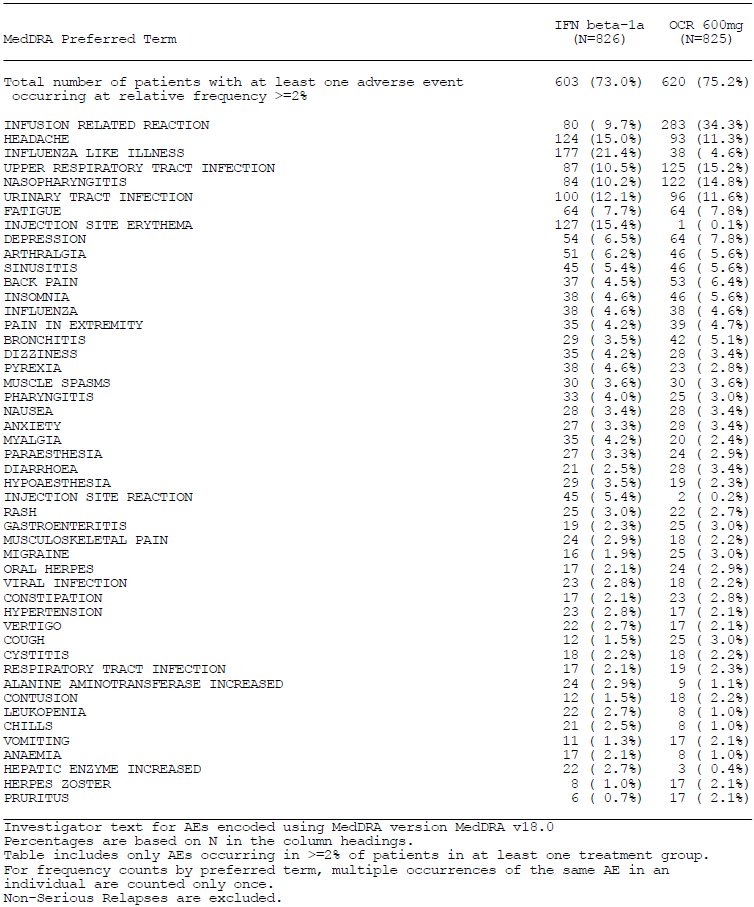 IFN beta-1a OCR 600mg
MedDRA Preferred Term (N=826) (N=825)
Total number of patients with at least one adverse event 603 (73.0%) 620 (75.2%)
occurring at relative frequency >=2%
INFUSION RELATED REACTION 80 ( 9.7%) 283 (34.3%)
HEADACHE 124 (15.0%) 93 (11.3%)
INFLUENZA LIKE ILLNESS 177 (21.4%) 38 ( 4.6%)
UPPER RESPIRATORY TRACT INFECTION 87 (10.5%) 125 (15.2%)
NASOPHARYNGITIS 84 (10.2%) 122 (14.8%)
URINARY TRACT INFECTION 100 (12.1%) 96 (11.6%)
FATIGUE 64 ( 7.7%) 64 ( 7.8%)
INJECTION SITE ERYTHEMA 127 (15.4%) 1 ( 0.1%)
DEPRESSION 54 ( 6.5%) 64 ( 7.8%)
ARTHRALGIA 51 ( 6.2%) 46 ( 5.6%)
SINUSITIS 45 ( 5.4%) 46 ( 5.6%)
BACK PAIN 37 ( 4.5%) 53 ( 6.4%)
INSOMNIA 38 ( 4.6%) 46 ( 5.6%)
INFLUENZA 38 ( 4.6%) 38 ( 4.6%)
PAIN IN EXTREMITY 35 ( 4.2%) 39 ( 4.7%)
BRONCHITIS 29 ( 3.5%) 42 ( 5.1%)
DIZZINESS 35 ( 4.2%) 28 ( 3.4%)
PYREXIA 38 ( 4.6%) 23 ( 2.8%)
MUSCLE SPASMS 30 ( 3.6%) 30 ( 3.6%)
PHARYNGITIS 33 ( 4.0%) 25 ( 3.0%)
NAUSEA 28 ( 3.4%) 28 ( 3.4%)
ANXIETY 27 ( 3.3%) 28 ( 3.4%)
MYALGIA 35 ( 4.2%) 20 ( 2.4%)
PARAESTHESIA 27 ( 3.3%) 24 ( 2.9%)
DIARRHOEA 21 ( 2.5%) 28 ( 3.4%)
HYPOAESTHESIA 29 ( 3.5%) 19 ( 2.3%)
INJECTION SITE REACTION 45 ( 5.4%) 2 ( 0.2%)
RASH 25 ( 3.0%) 22 ( 2.7%)
GASTROENTERITIS 19 ( 2.3%) 25 ( 3.0%)
MUSCULOSKELETAL PAIN 24 ( 2.9%) 18 ( 2.2%)
MIGRAINE 16 ( 1.9%) 25 ( 3.0%)
ORAL HERPES 17 ( 2.1%) 24 ( 2.9%)
VIRAL INFECTION 23 ( 2.8%) 18 ( 2.2%)
CONSTIPATION 17 ( 2.1%) 23 ( 2.8%)
HYPERTENSION 23 ( 2.8%) 17 ( 2.1%)
VERTIGO 22 ( 2.7%) 17 ( 2.1%)
COUGH 12 ( 1.5%) 25 ( 3.0%)
CYSTITIS 18 ( 2.2%) 18 ( 2.2%)
RESPIRATORY TRACT INFECTION 17 ( 2.1%) 19 ( 2.3%)
ALANINE AMINOTRANSFERASE INCREASED 24 ( 2.9%) 9 ( 1.1%)
CONTUSION 12 ( 1.5%) 18 ( 2.2%)
LEUKOPENIA 22 ( 2.7%) 8 ( 1.0%)
CHILLS 21 ( 2.5%) 8 ( 1.0%)
VOMITING 11 ( 1.3%) 17 ( 2.1%)
ANAEMIA 17 ( 2.1%) 8 ( 1.0%)
HEPATIC ENZYME INCREASED 22 ( 2.7%) 3 ( 0.4%)
HERPES ZOSTER 8 ( 1.0%) 17 ( 2.1%)
PRURITUS 6 ( 0.7%) 17 ( 2.1%)
Investigator text for AEs encoded using MedDRA version MedDRA v18.0
Percentages are based on N in the column headings.
Table includes only AEs occurring in >=2% of patients in at least one treatment group.
For frequency counts by preferred term, multiple occurrences of the same AE in an
individual are counted only once.
Non-Serious Relapses are excluded.